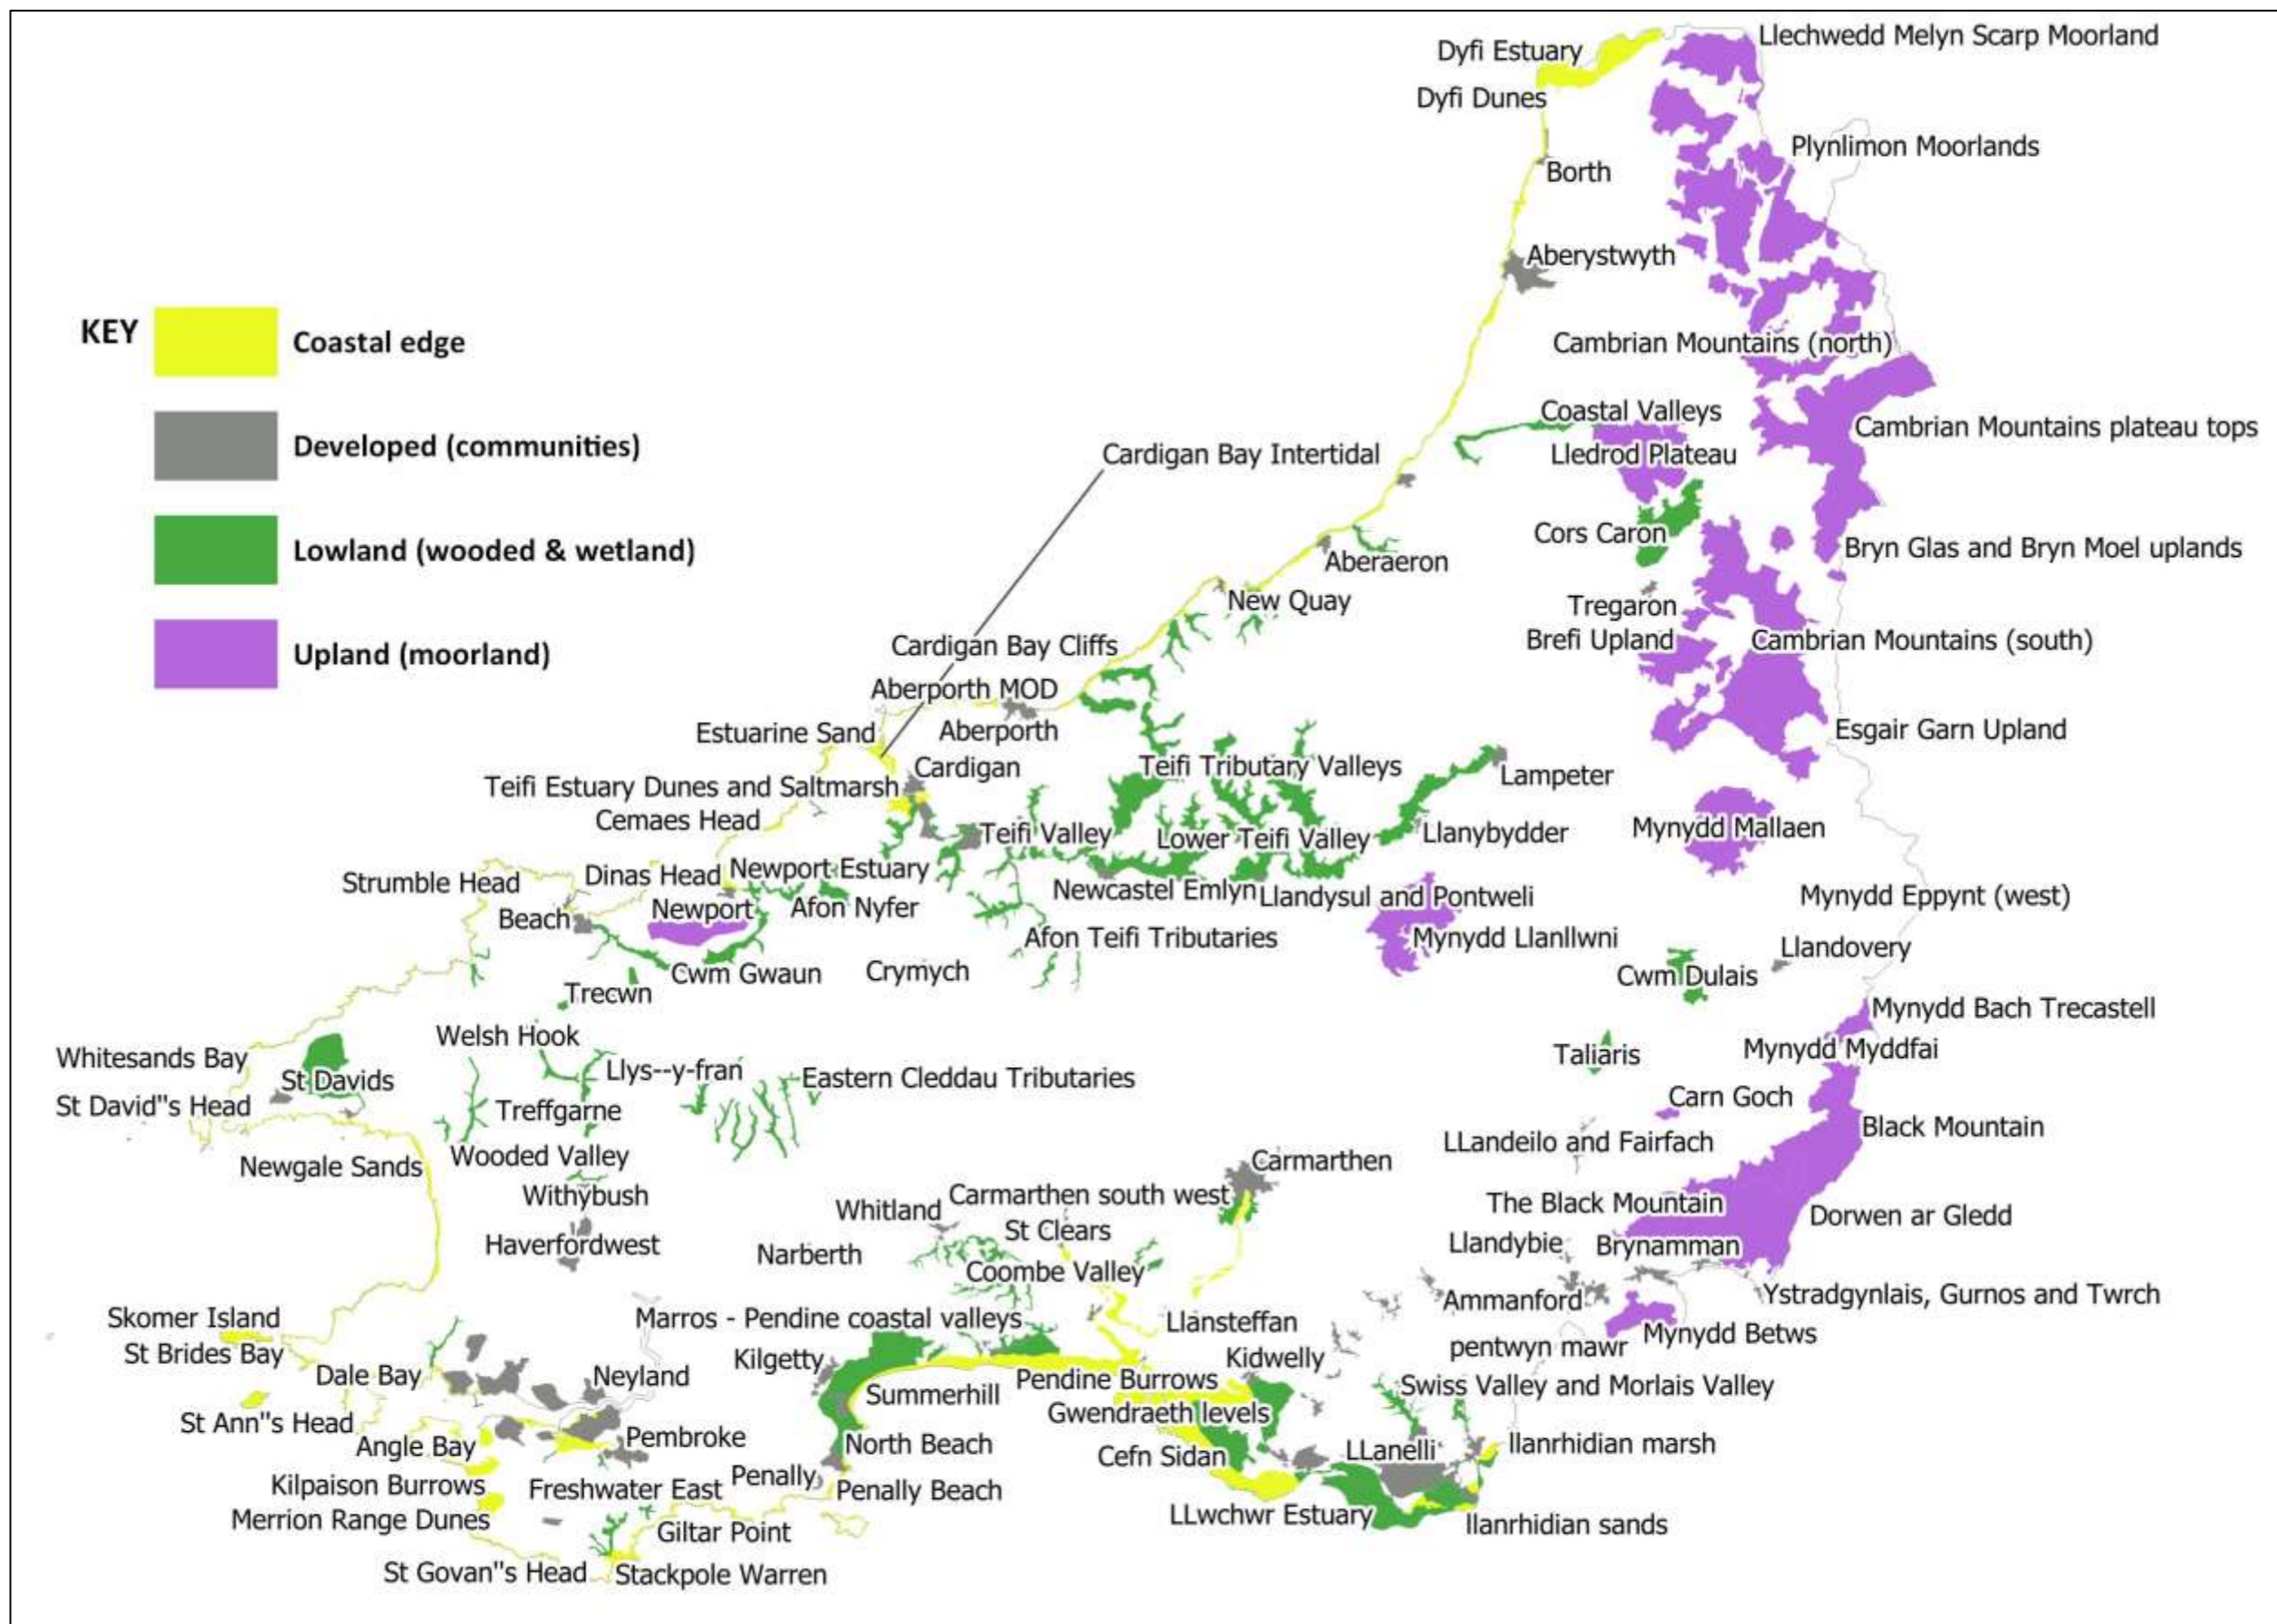 Dyfi Estuary
Llechwedd Melyn Scarp Moorland
Dyfi Dunes
Plynlimon Moorlands
Borth
Aberystwyth
KEY
Coastal edge
Developed (communities)
Lowland (wooded & wetland)
Upland (moorland)
Cambrian Mountains (north)
Coastal Valleys
Cambrian Mountains plateau tops
Cardigan Bay Intertidal
Lledrod Plateau
Cors Caron
Bryn Glas and Bryn Moel uplands
Aberaeron
New Quay
Tregaron
Brefi Upland
Cambrian Mountains (south)
Cardigan Bay Cliffs
Aberporth MOD
Estuarine Sand
Aberporth
Esgair Garn Upland
Cardigan
Teifi Tributary Valleys
Lampeter
Teifi Estuary Dunes and Saltmarsh
Cemaes Head
Teifi Valley
Lower Teifi Valley
Llanybydder
Mynydd Mallaen
Strumble Head
Dinas Head
Newport Estuary
Newcastel Emlyn
Llandysul and Pontweli
Mynydd Eppynt (west)
Beach
Newport
Afon Nyfer
Afon Teifi Tributaries
Mynydd Llanllwni
Llandovery
Cwm Gwaun
Crymych
Cwm Dulais
Trecwn
Mynydd Bach Trecastell
Welsh Hook
Whitesands Bay
Taliaris
Mynydd Myddfai
St Davids
Llys--y-fran
Eastern Cleddau Tributaries
St David"s Head
Treffgarne
Carn Goch
Black Mountain
LLandeilo and Fairfach
Newgale Sands
Wooded Valley
Carmarthen
Withybush
Whitland
Carmarthen south west
The Black Mountain
Dorwen ar Gledd
St Clears
Haverfordwest
Narberth
Llandybie
Brynamman
Coombe Valley
Ammanford
Ystradgynlais, Gurnos and Twrch
Skomer Island
Marros - Pendine coastal valleys
Llansteffan
Mynydd Betws
St Brides Bay
Kilgetty
Kidwelly
pentwyn mawr
Dale Bay
Neyland
Summerhill
Pendine Burrows
Swiss Valley and Morlais Valley
St Ann"s Head
Gwendraeth levels
Angle Bay
Pembroke
North Beach
Cefn Sidan
LLanelli
llanrhidian marsh
Kilpaison Burrows
Freshwater East
Penally
Penally Beach
Merrion Range Dunes
Giltar Point
LLwchwr Estuary
llanrhidian sands
St Govan"s Head
Stackpole Warren